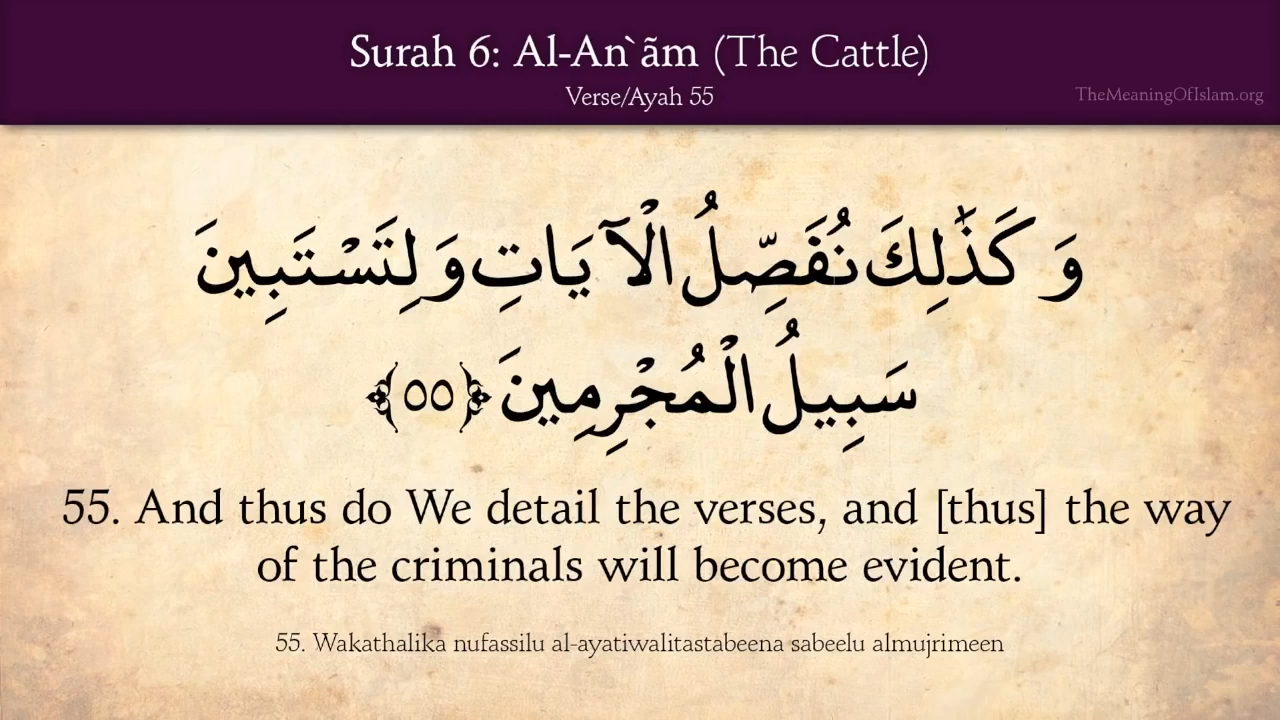 Surah 6: Al-An`ãm (The Cattle)
Verse/Ayah 55
TheMeaningOfIslam.org
وَ كَذَٰلِكَ نُفَصِّلُ الْآيَاتِ وَ لِتَسْتَبِينَ
سَبِيلُ الْمُجْرِمِينَ ﴿٥٥﴾
55. And thus do We detail the verses, and [thus] the way
of the criminals will become evident.
55. Wakathalika nufassilu al-ayatiwalitastabeena sabeelu almujrimeen